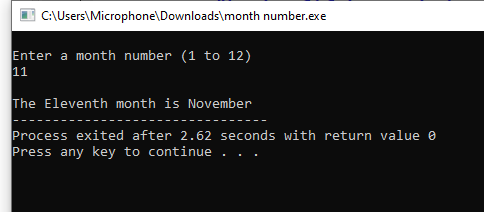 C:\Users\Microphone\Downloads\month number.exe
Enter a month number (1 to 12)
11
The Eleventh month is November
--------------------------------
Process exited after 2.62 seconds with return value 0
Press any key to continue . . .